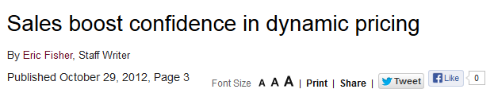 Sales boost confidence in dynamic pricing
By Eric Fisher, Staff Writer
Published October 29, 2012, Page 3 Font Size A A A | Print | Share | Tweet Like 0